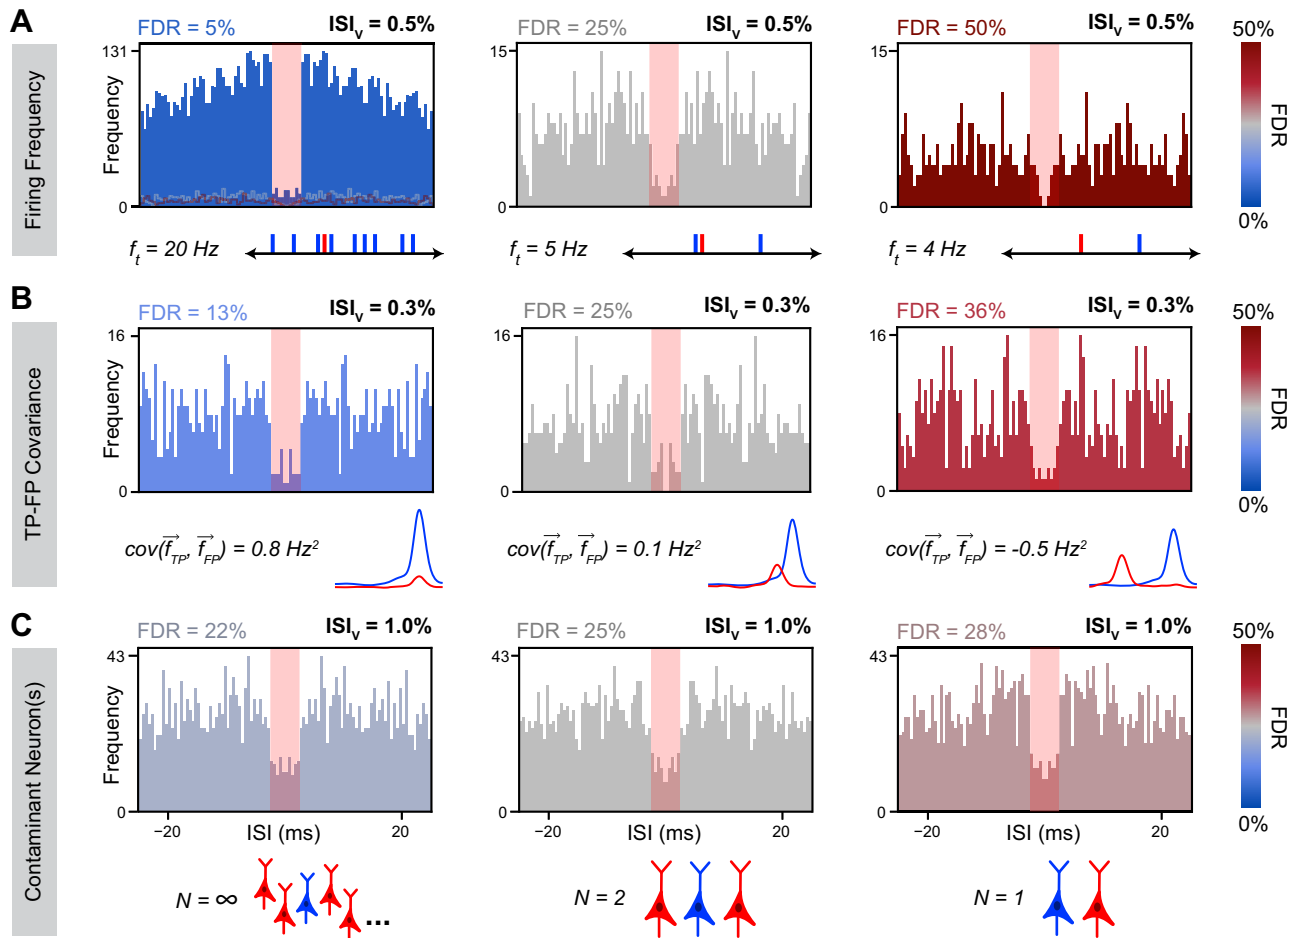 A
Firing Frequency
FDR = 5%
ISIv = 0.5%
131
Frequency
0
ft = 20 Hz
FDR = 25%
ISIv = 0.5%
15
0
ft = 5 Hz
FDR = 50%
ISIv = 0.5%
15
0
ft = 4 Hz
50%
FDR
0%
B
TP-FP Covariance
FDR = 13%
ISIv = 0.3%
16
Frequency
0
cov(fTP, fFP) = 0.8 Hz²
FDR = 25%
ISIv = 0.3%
16
0
cov(fTP, fFP) = 0.1 Hz²
FDR = 36%
ISIv = 0.3%
16
0
cov(fTP, fFP) = -0.5 Hz²
50%
FDR
0%
C
Contaminant Neuron(s)
FDR = 22%
ISIv = 1.0%
43
Frequency
0
−20
ISI (ms)
20
N = ∞
...
FDR = 25%
ISIv = 1.0%
43
0
−20
ISI (ms)
20
N = 2
FDR = 28%
ISIv = 1.0%
43
0
−20
ISI (ms)
20
N = 1
50%
FDR
0%